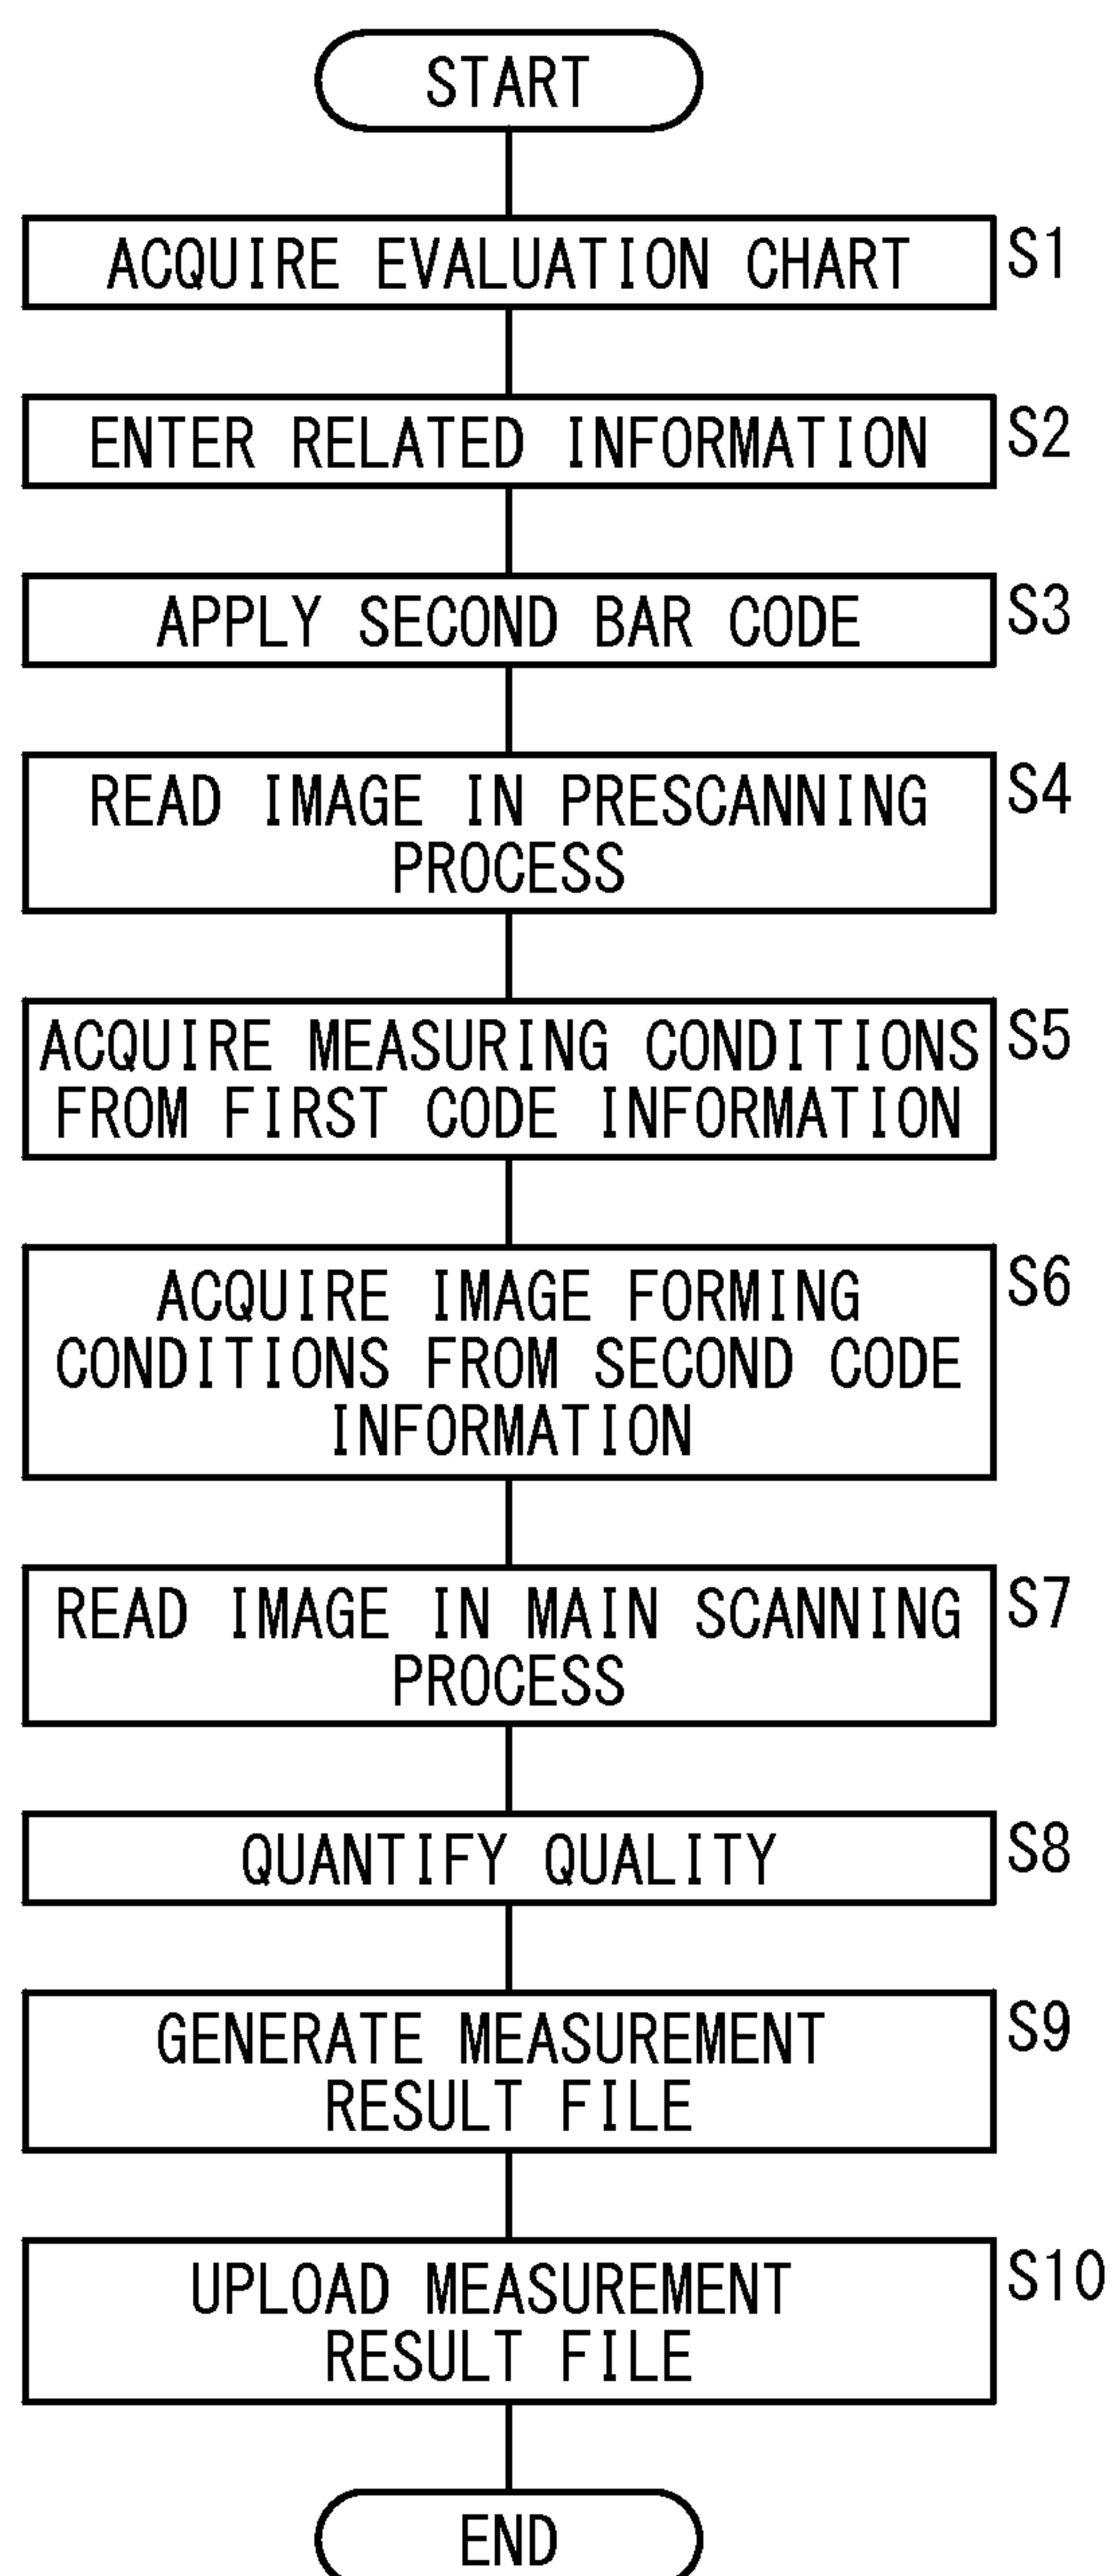 START
ACQUIRE EVALUATION CHART
S1
ENTER RELATED INFORMATION
S2
APPLY SECOND BAR CODE
S3
READ IMAGE IN PRESCANNING
PROCESS
S4
ACQUIRE MEASURING CONDITIONS
FROM FIRST CODE INFORMATION
S5
ACQUIRE IMAGE FORMING
CONDITIONS FROM SECOND CODE
INFORMATION
S6
READ IMAGE IN MAIN SCANNING
PROCESS
S7
QUANTIFY QUALITY
S8
GENERATE MEASUREMENT
RESULT FILE
S9
UPLOAD MEASUREMENT
RESULT FILE
S10
END